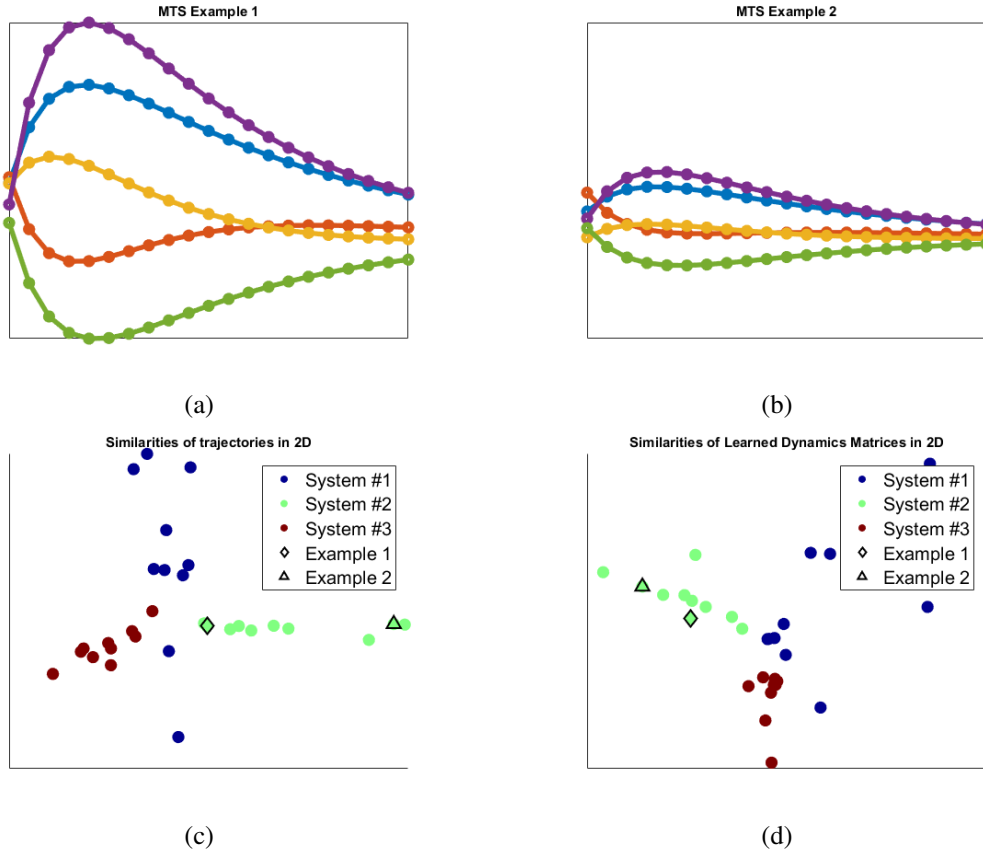 MTS Example 1
MTS Example 2
(a)
(b)
Similarities of trajectories in 2D
System #1
System #2
System #3
Example 1
Example 2
Similarities of Learned Dynamics Matrices in 2D
System #1
System #2
System #3
Example 1
Example 2
(c)
(d)